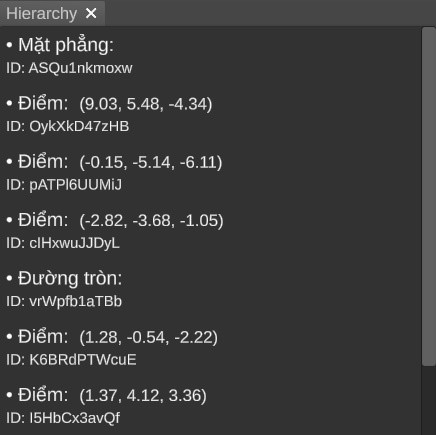 Hierarchy ✕
• Mặt phẳng:
ID: ASQu1nkmoxw
• Điểm: (9.03, 5.48, -4.34)
ID: OykXkD47zHB
• Điểm: (-0.15, -5.14, -6.11)
ID: pATPl6UUMiJ
• Điểm: (-2.82, -3.68, -1.05)
ID: cIHxwuJJDyL
• Đường tròn:
ID: vrWpfb1aTBb
• Điểm: (1.28, -0.54, -2.22)
ID: K6BRdPTWcuE
• Điểm: (1.37, 4.12, 3.36)
ID: I5HbCx3avQf